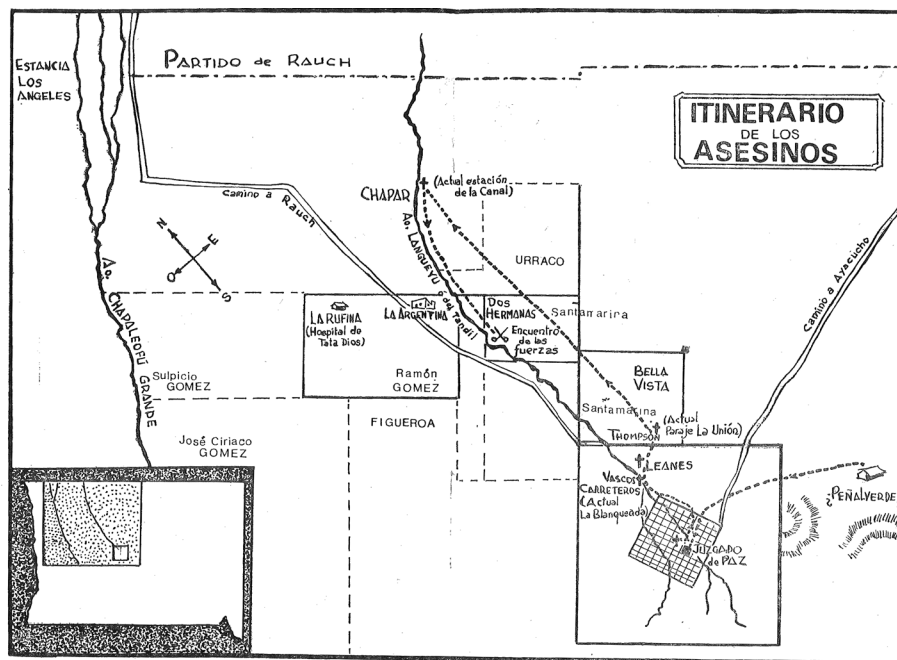 ESTANCIA
LOS
ANGELES
PARTIDO de RAUCH
ITINERARIO
DE LOS
ASESINOS
Camino a Rauch
CHAPAR
(Actual estación
de la Canal)
Ao. LANGUEYÚ ó del Tandil
N
E
O
S
URRACO
Camino a AYACUCHO
Ao. CHAPALEOFÚ GRANDE
LA RUFINA
(Hospital de
Tata Dios)
LA ARGENTINA
DOS
HERMANAS
Encuentro
de las
fuerzas
Santamarina
Sulpicio
GOMEZ
Ramón
GOMEZ
BELLA
VISTA
FIGUEROA
Santamarina
THOMPSON
(Actual
Paraje La Unión)
José Ciriaco
GOMEZ
LEANES
VASCOS
CARRETEROS
(Actual
La Blanqueada)
¿PEÑALVERDE
JUZGADO
de PAZ